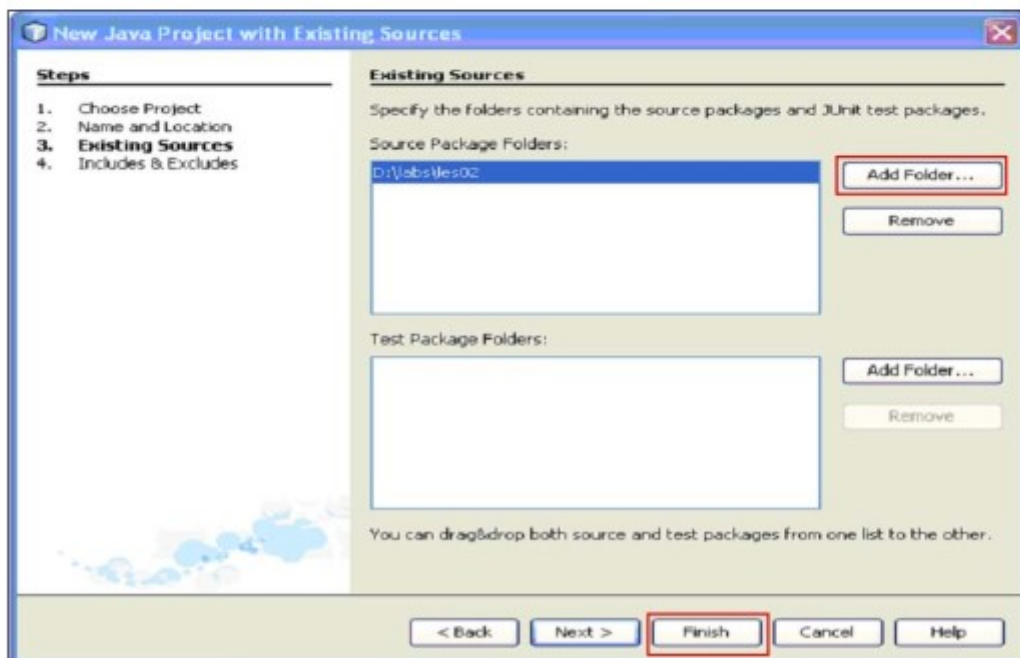 New Java Project with Existing Sources
Steps
1. Choose Project
2. Name and Location
3. Existing Sources
4. Includes & Excludes
Existing Sources
Specify the folders containing the source packages and JUnit test packages.
Source Package Folders:
D:\labs\les02
Add Folder...
Remove
Test Package Folders:
Add Folder...
Remove
You can drag&drop both source and test packages from one list to the other.
< Back Next > Finish Cancel Help